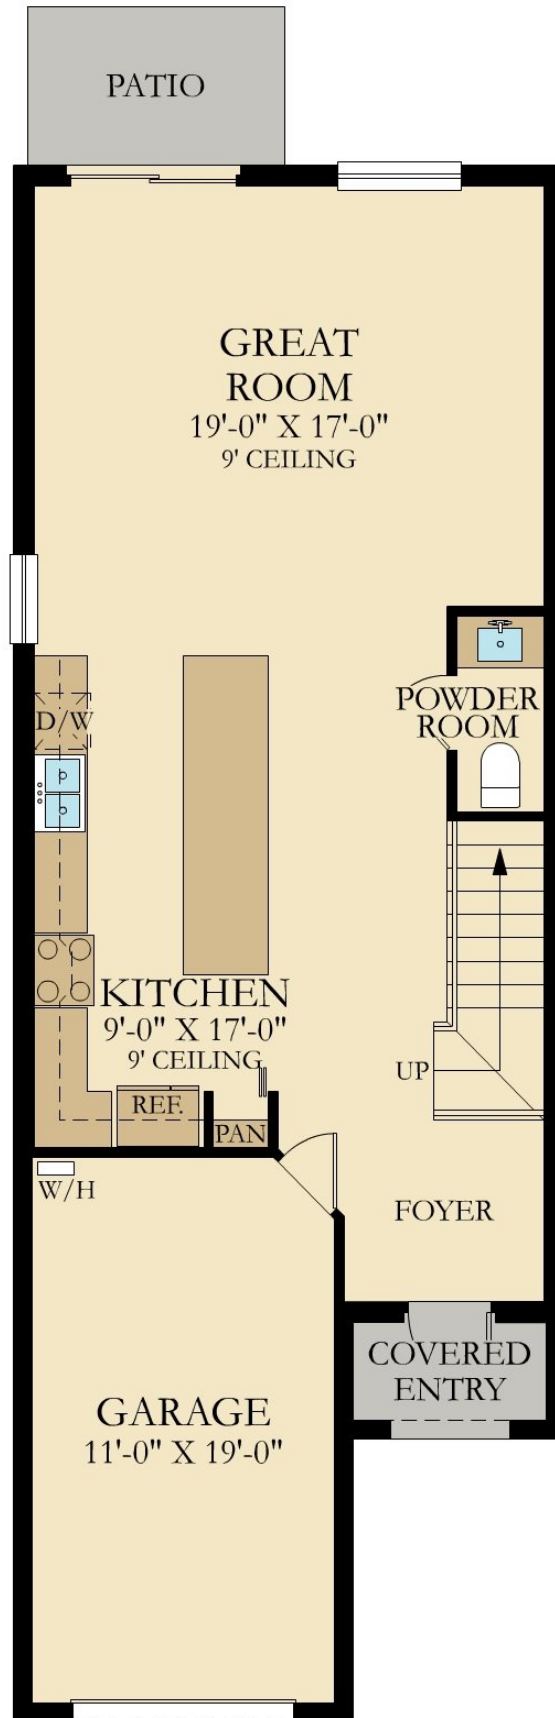 PATIO
GREAT
ROOM
19'-0" X 17'-0"
9' CEILING
D/W
POWDER
ROOM
KITCHEN
9'-0" X 17'-0"
9' CEILING
UP
REF.
PAN
W/H
FOYER
COVERED
ENTRY
GARAGE
11'-0" X 19'-0"